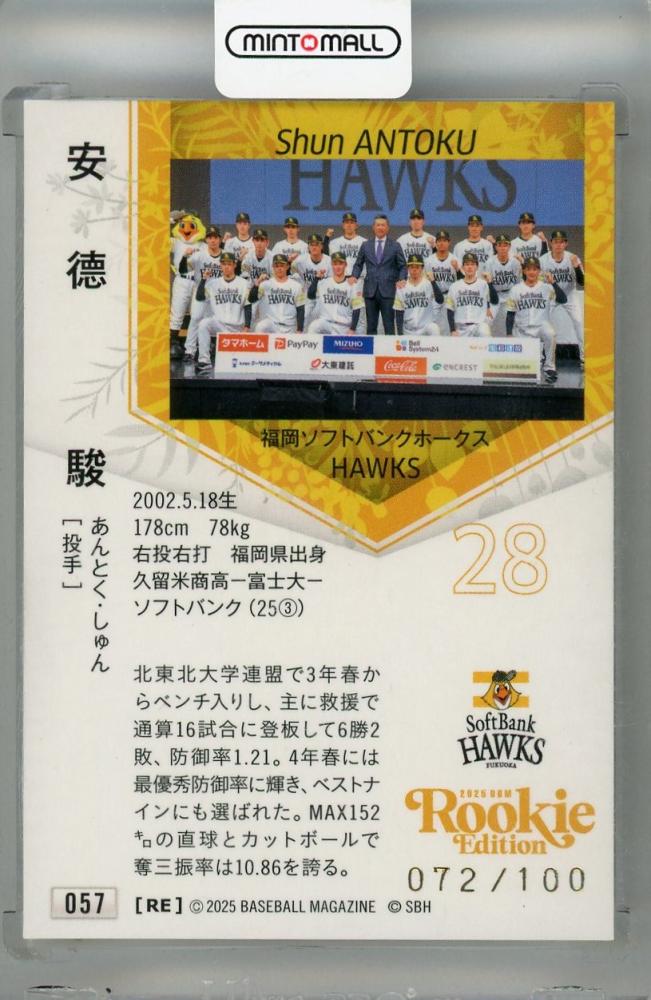 MINTMALL
Shun ANTOKU
HAWKS
タマホーム PayPay MIZUHO Bell System24
大東建託 Coca-Cola ENCREST
福岡ソフトバンクホークス
HAWKS
安徳 駿
あんとく・しゅん
[投手]
2002.5.18生
178cm 78kg
右投右打 福岡県出身
久留米商高ー富士大ー
ソフトバンク(25③)
28
北東北大学連盟で3年春か
らベンチ入りし、主に救援で
通算16試合に登板して6勝2
敗、防御率1.21。4年春には
最優秀防御率に輝き、ベストナ
インにも選ばれた。MAX152
㌔の直球とカットボールで
奪三振率は10.86を誇る。
SoftBank
HAWKS
FUKUOKA
2025 BBM
Rookie
Edition
072/100
057 [RE] ©2025 BASEBALL MAGAZINE ©SBH